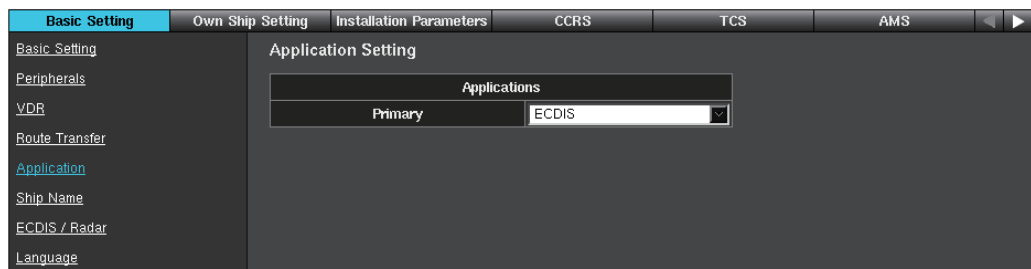 Basic Setting Own Ship Setting Installation Parameters CCRS TCS AMS
Basic Setting
Peripherals
VDR
Route Transfer
Application
Ship Name
ECDIS / Radar
Language
Application Setting
Applications
Primary ECDIS